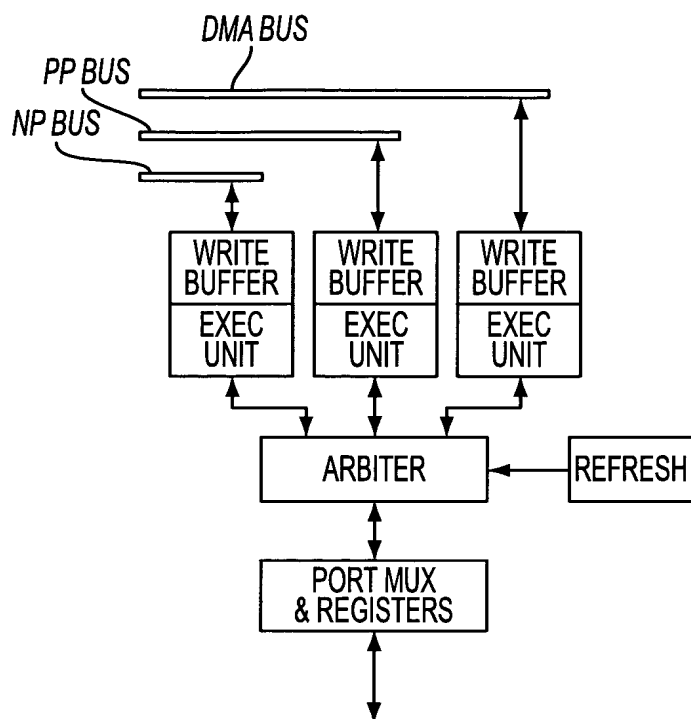 DMA BUS
PP BUS
NP BUS
WRITE
BUFFER
EXEC
UNIT
WRITE
BUFFER
EXEC
UNIT
WRITE
BUFFER
EXEC
UNIT
ARBITER
REFRESH
PORT MUX
& REGISTERS